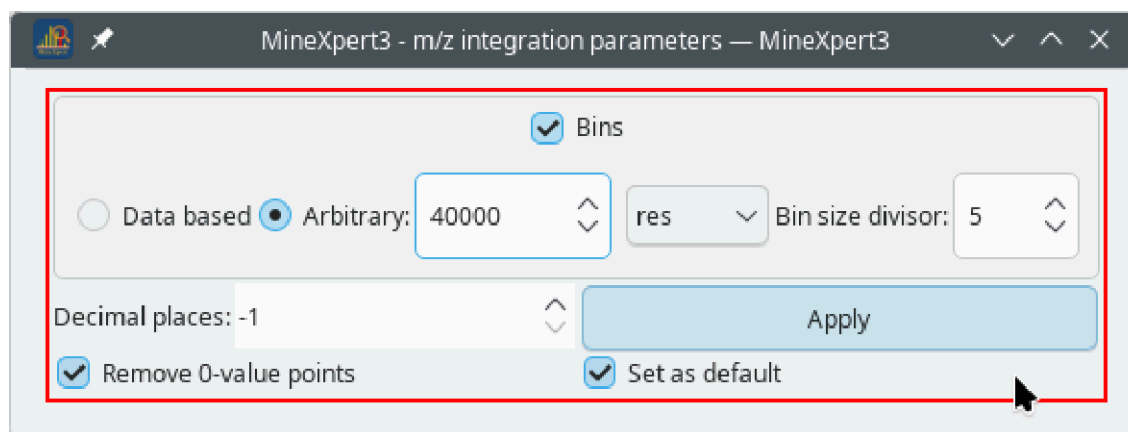 MineXpert3 - m/z integration parameters — MineXpert3
Bins
Data based Arbitrary: 40000 res Bin size divisor: 5
Decimal places: -1 Apply
Remove 0-value points Set as default